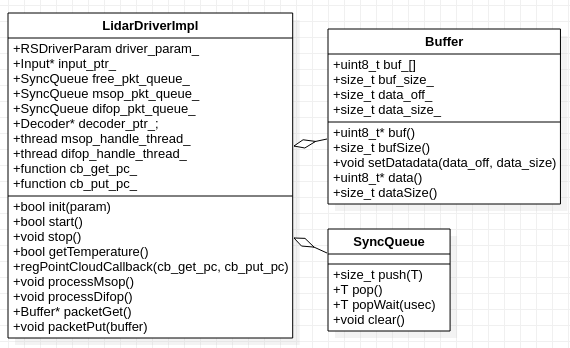 LidarDriverImpl
+RSDriverParam driver_param_
+Input* input_ptr_
+SyncQueue free_pkt_queue_
+SyncQueue msop_pkt_queue_
+SyncQueue difop_pkt_queue_
+Decoder* decoder_ptr_;
+thread msop_handle_thread_
+thread difop_handle_thread_
+function cb_get_pc_
+function cb_put_pc_
+bool init(param)
+bool start()
+void stop()
+bool getTemperature()
+regPointCloudCallback(cb_get_pc, cb_put_pc)
+void processMsop()
+void processDifop()
+Buffer* packetGet()
+void packetPut(buffer)
Buffer
+uint8_t buf_[]
+size_t buf_size_
+size_t data_off_
+size_t data_size_
+uint8_t* buf()
+size_t bufSize()
+void setDatadata(data_off, data_size)
+uint8_t* data()
+size_t dataSize()
SyncQueue
+size_t push(T)
+T pop()
+T popWait(usec)
+void clear()